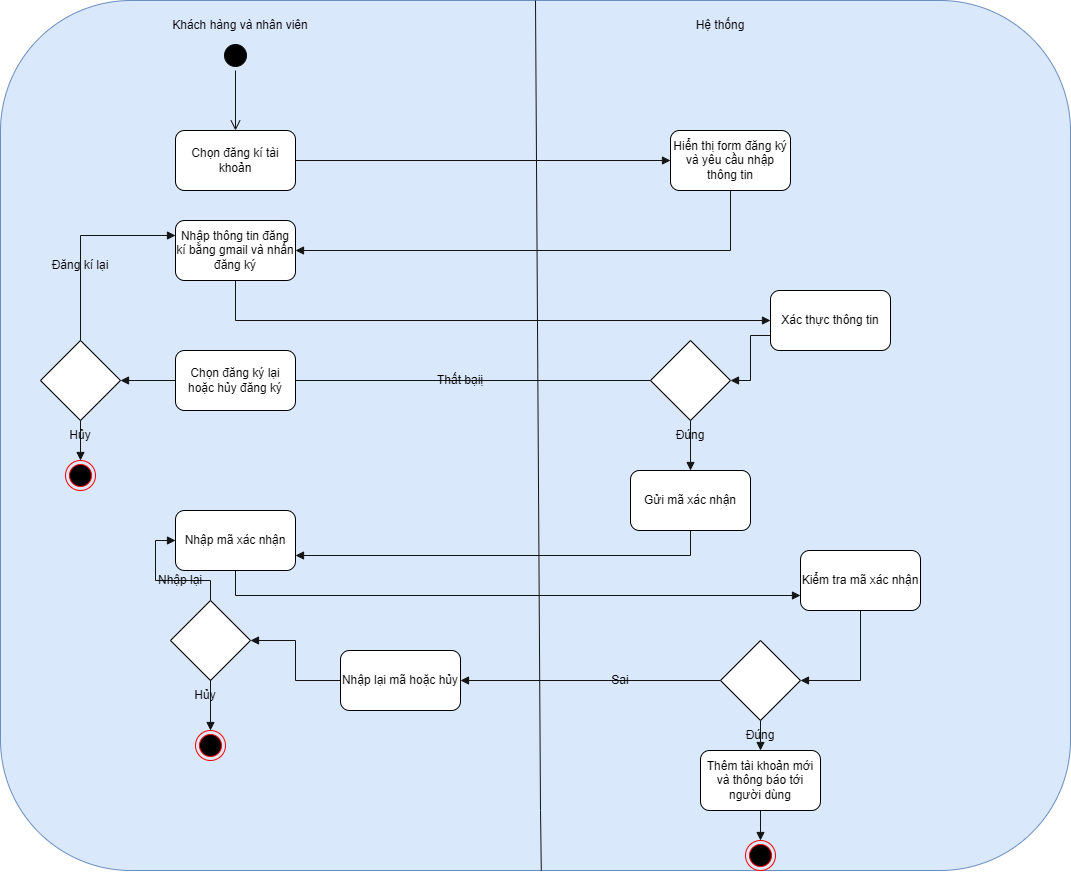 Khách hàng và nhân viên
Hệ thống
Chọn đăng kí tài
khoản
Hiển thị form đăng ký
và yêu cầu nhập
thông tin
Nhập thông tin đăng
kí bằng gmail và nhấn
đăng ký
Đăng kí lại
Xác thực thông tin
Chọn đăng ký lại
hoặc hủy đăng ký
Thất bạiị
Hủy
Đúng
Gửi mã xác nhận
Nhập mã xác nhận
Nhập lại
Kiểm tra mã xác nhận
Nhập lại mã hoặc hủy
Sai
Hủy
Đúng
Thêm tài khoản mới
và thông báo tới
người dùng